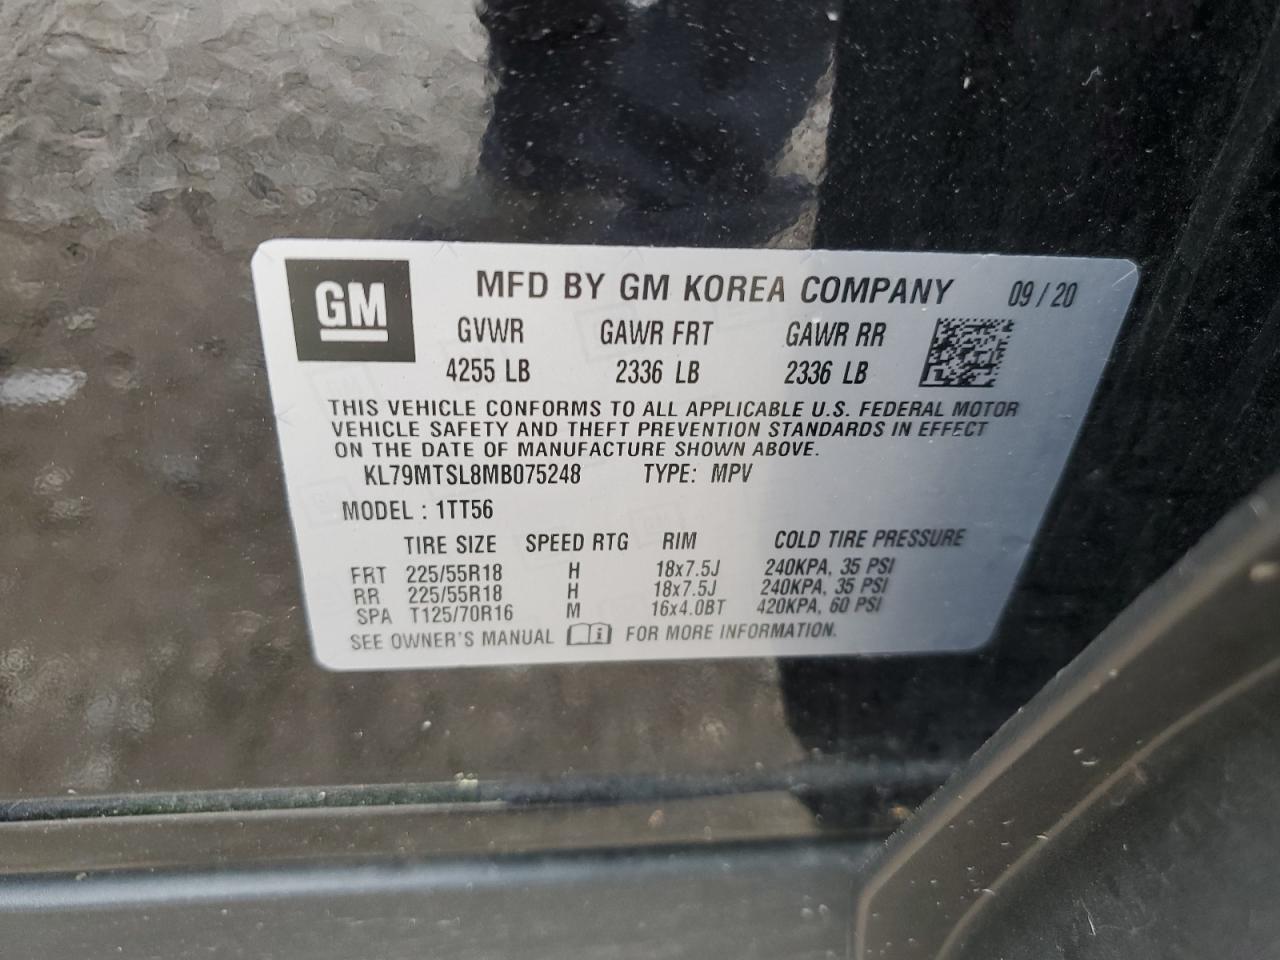 GM
MFD BY GM KOREA COMPANY 09/20
GVWR GAWR FRT GAWR RR
4255 LB 2336 LB 2336 LB
THIS VEHICLE CONFORMS TO ALL APPLICABLE U.S. FEDERAL MOTOR
VEHICLE SAFETY AND THEFT PREVENTION STANDARDS IN EFFECT
ON THE DATE OF MANUFACTURE SHOWN ABOVE.
KL79MTSL8MB075248 TYPE: MPV
MODEL : 1TT56
TIRE SIZE SPEED RTG RIM COLD TIRE PRESSURE
FRT 225/55R18 H 18x7.5J 240KPA, 35 PSI
RR 225/55R18 H 18x7.5J 240KPA, 35 PSI
SPA T125/70R16 M 16x4.0BT 420KPA, 60 PSI
SEE OWNER'S MANUAL FOR MORE INFORMATION.